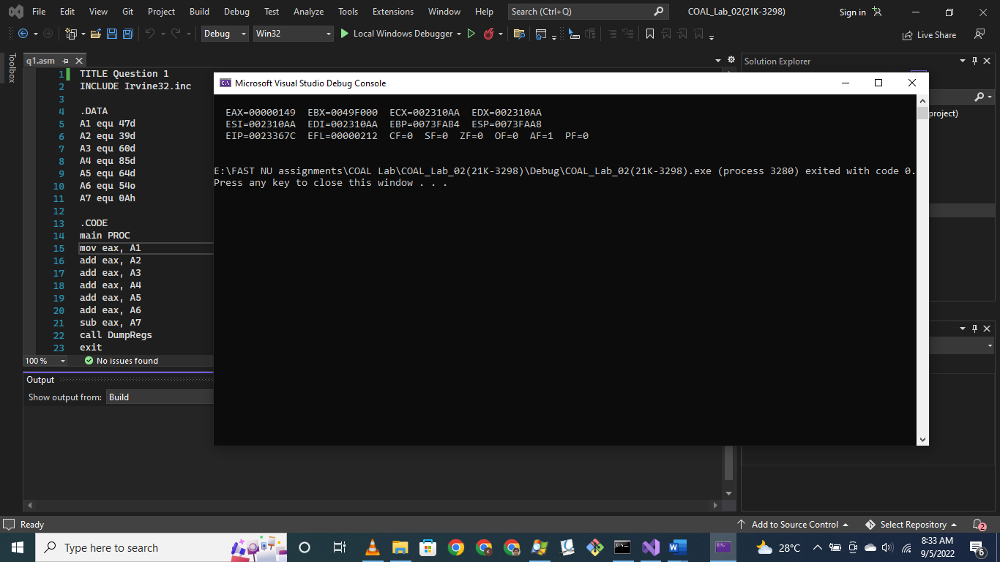 File Edit View Git Project Build Debug Test Analyze Tools Extensions Window Help Search (Ctrl+Q) COAL_Lab_02(21K-3298) Sign in
Debug Win32 Local Windows Debugger Live Share
Toolbox
q1.asm
Solution Explorer
1 TITLE Question 1
2 INCLUDE Irvine32.inc
3
4 .DATA
5 A1 equ 47d
6 A2 equ 39d
7 A3 equ 60d
8 A4 equ 85d
9 A5 equ 64d
10 A6 equ 54o
11 A7 equ 0Ah
12
13 .CODE
14 main PROC
15 mov eax, A1
16 add eax, A2
17 add eax, A3
18 add eax, A4
19 add eax, A5
20 add eax, A6
21 sub eax, A7
22 call DumpRegs
23 exit
100 % No issues found
Output
Show output from: Build
Microsoft Visual Studio Debug Console
EAX=00000149 EBX=0049F000 ECX=002310AA EDX=002310AA
ESI=002310AA EDI=002310AA EBP=0073FAB4 ESP=0073FAA8
EIP=0023367C EFL=00000212 CF=0 SF=0 ZF=0 OF=0 AF=1 PF=0
E:\FAST NU assignments\COAL Lab\COAL_Lab_02(21K-3298)\Debug\COAL_Lab_02(21K-3298).exe (process 3280) exited with code 0.
Press any key to close this window . . .
project)
Ready Add to Source Control Select Repository 2
Type here to search 28°C 8:33 AM
9/5/2022
6